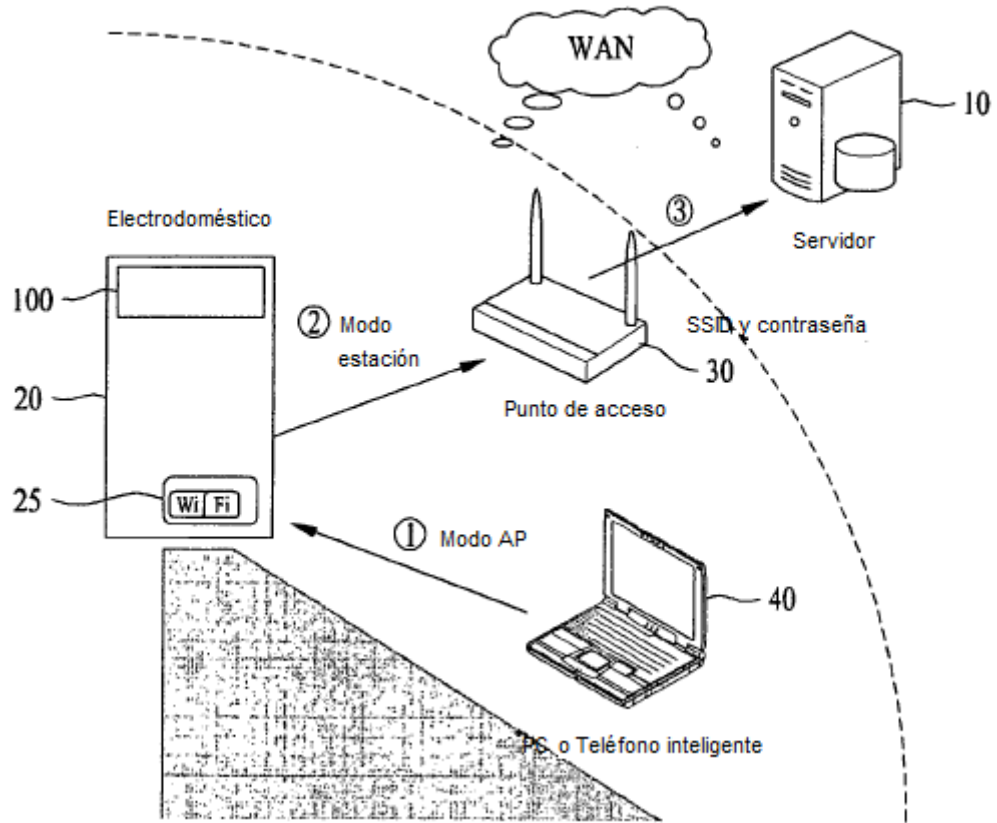 WAN
10
Electrodoméstico
③
Servidor
100
② Modo
estación
SSID y contraseña
30
20
Punto de acceso
25
Wi Fi
① Modo AP
40
PC o Teléfono inteligente